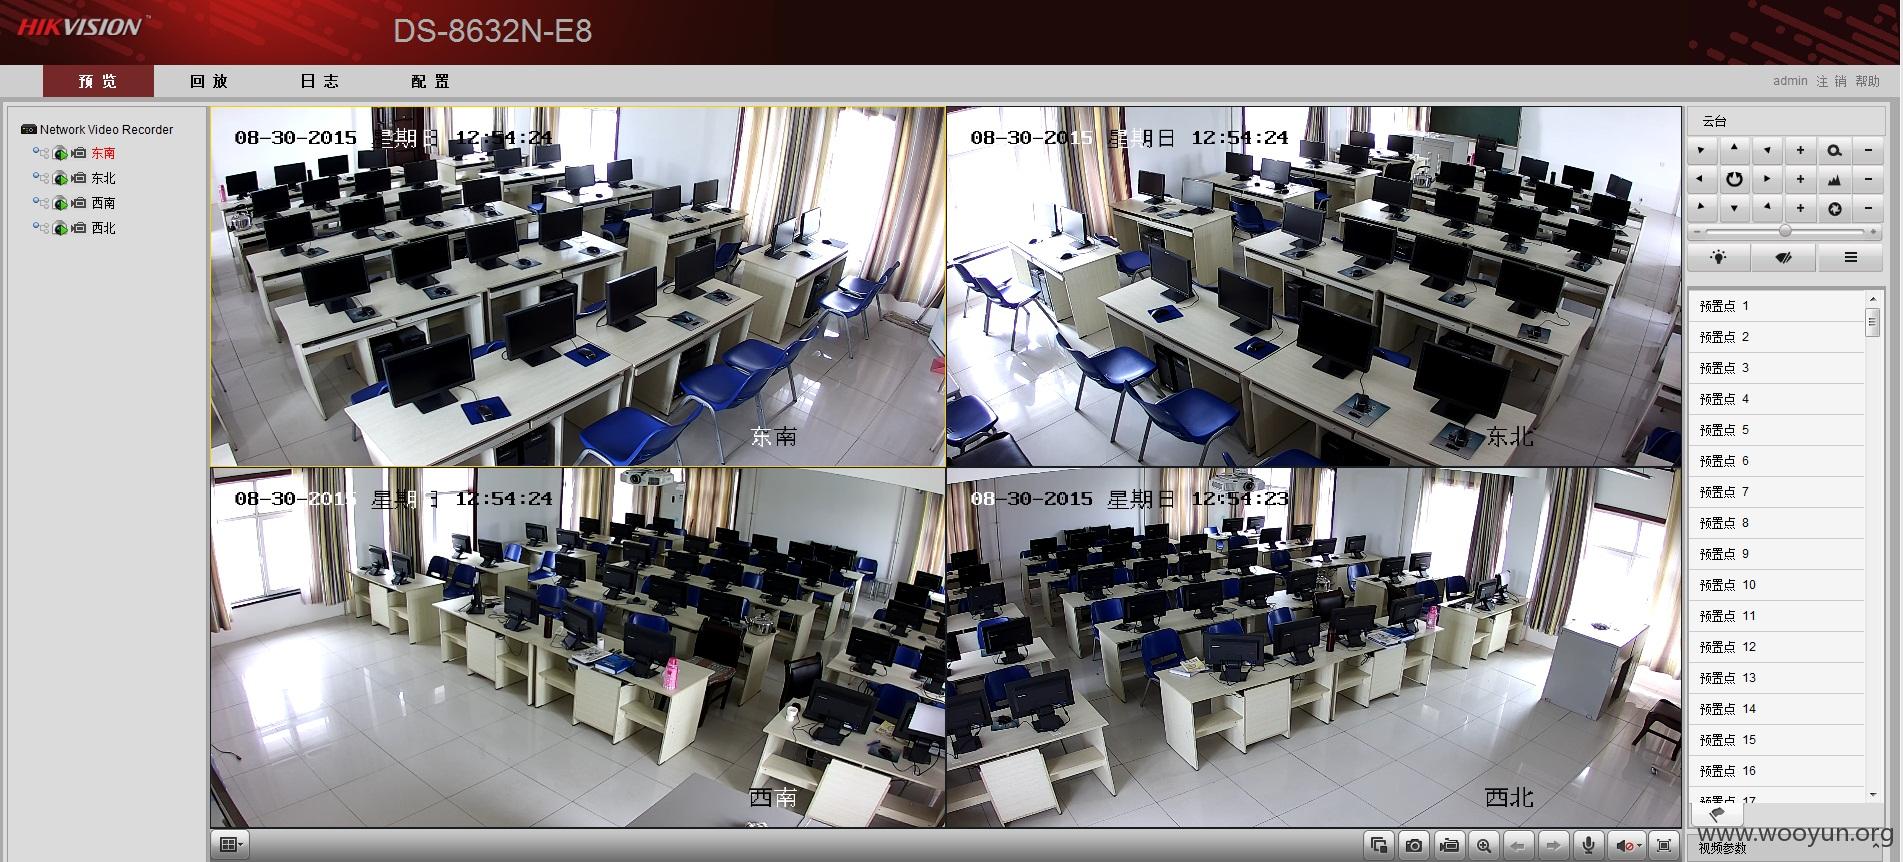 HIKVISION
DS-8632N-E8
预览 回放 日志 配置
admin 注销 帮助
Network Video Recorder
东南
东北
西南
西北
08-30-2015 星期日 12:54:24
东南
08-30-2015 星期日 12:54:24
东北
08-30-2015 星期日 12:54:24
西南
08-30-2015 星期日 12:54:23
西北
云台
预置点 1
预置点 2
预置点 3
预置点 4
预置点 5
预置点 6
预置点 7
预置点 8
预置点 9
预置点 10
预置点 11
预置点 12
预置点 13
预置点 14
预置点 15
预置点 16
预置点 17
www.wooyun.org
视频参数